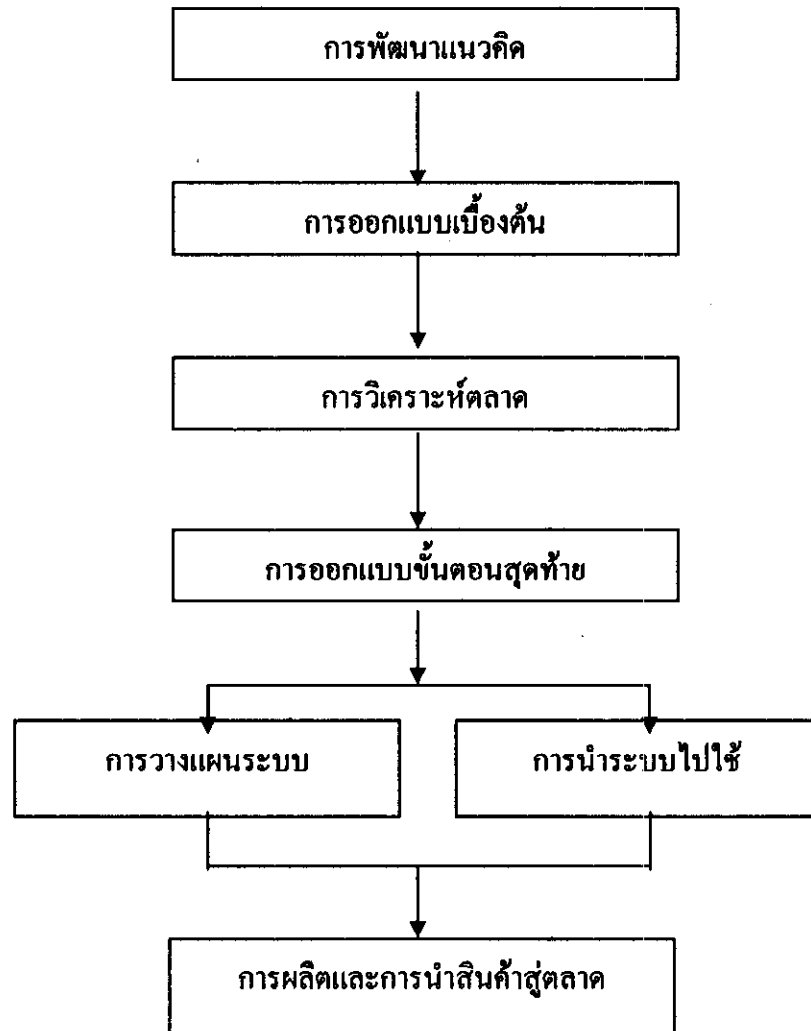 การพัฒนาแนวคิด
การออกแบบเบื้องต้น
การวิเคราะห์ตลาด
การออกแบบขั้นตอนสุดท้าย
การวางแผนระบบ
การนำระบบไปใช้
การผลิตและการนำสินค้าสู่ตลาด